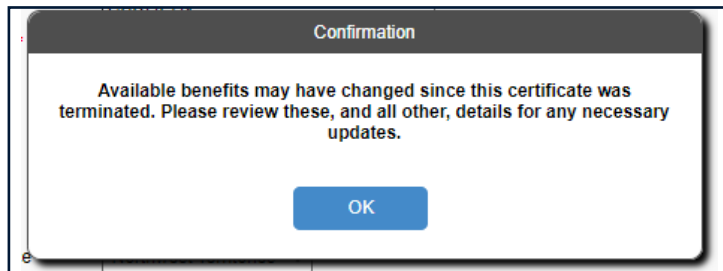 Confirmation
Available benefits may have changed since this certificate was
terminated. Please review these, and all other, details for any necessary
updates.
OK
e